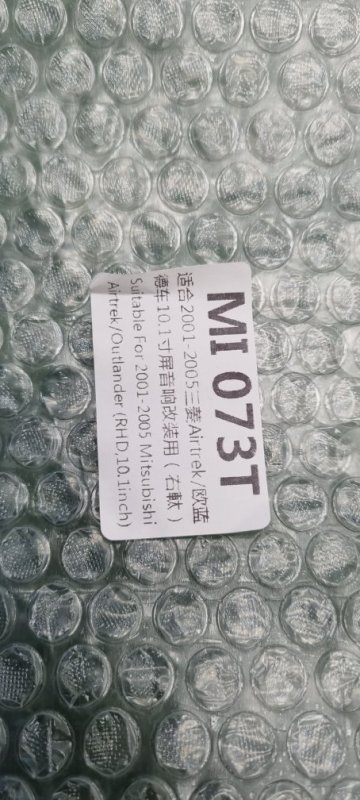 MI 073T
适合2001-2005三菱Airtrek/欧蓝
德车10.1寸屏音响改装用（右軚）
Suitable For 2001-2005 Mitsubishi
Airtrek/Outlander (RHD,10.1inch)